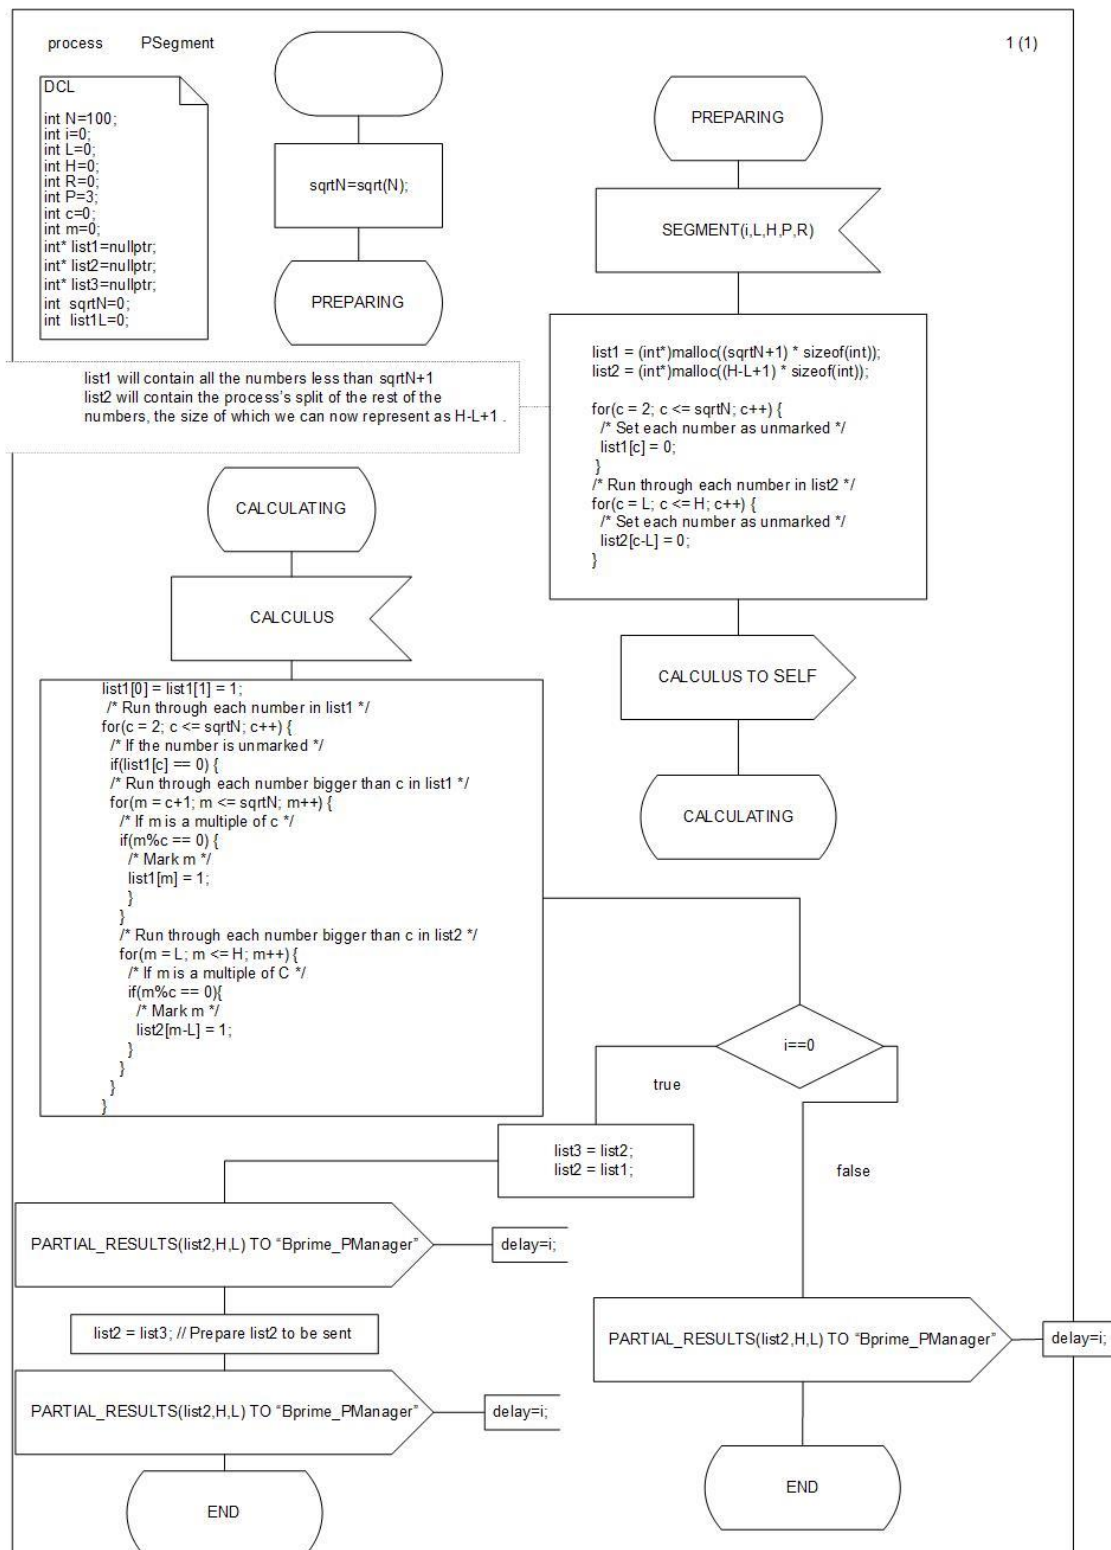 process PSegment
1 (1)
DCL
int N=100;
int i=0;
int L=0;
int H=0;
int R=0;
int P=3;
int c=0;
int m=0;
int* list1=nullptr;
int* list2=nullptr;
int* list3=nullptr;
int sqrtN=0;
int list1L=0;
sqrtN=sqrt(N);
PREPARING
PREPARING
SEGMENT(i,L,H,P,R)
list1 = (int*)malloc((sqrtN+1) * sizeof(int));
list2 = (int*)malloc((H-L+1) * sizeof(int));
for(c = 2; c <= sqrtN; c++) {
/* Set each number as unmarked */
list1[c] = 0;
}
/* Run through each number in list2 */
for(c = L; c <= H; c++) {
/* Set each number as unmarked */
list2[c-L] = 0;
}
list1 will contain all the numbers less than sqrtN+1
list2 will contain the process's split of the rest of the
numbers, the size of which we can now represent as H-L+1 .
CALCULUS TO SELF
CALCULATING
CALCULATING
CALCULUS
list1[0] = list1[1] = 1;
/* Run through each number in list1 */
for(c = 2; c <= sqrtN; c++) {
/* If the number is unmarked */
if(list1[c] == 0) {
/* Run through each number bigger than c in list1 */
for(m = c+1; m <= sqrtN; m++) {
/* If m is a multiple of c */
if(m%c == 0) {
/* Mark m */
list1[m] = 1;
}
}
/* Run through each number bigger than c in list2 */
for(m = L; m <= H; m++) {
/* If m is a multiple of C */
if(m%c == 0){
/* Mark m */
list2[m-L] = 1;
}
}
}
}
i==0
true
false
list3 = list2;
list2 = list1;
PARTIAL_RESULTS(list2,H,L) TO “Bprime_PManager”
delay=i;
list2 = list3; // Prepare list2 to be sent
PARTIAL_RESULTS(list2,H,L) TO “Bprime_PManager”
delay=i;
END
PARTIAL_RESULTS(list2,H,L) TO “Bprime_PManager”
delay=i;
END